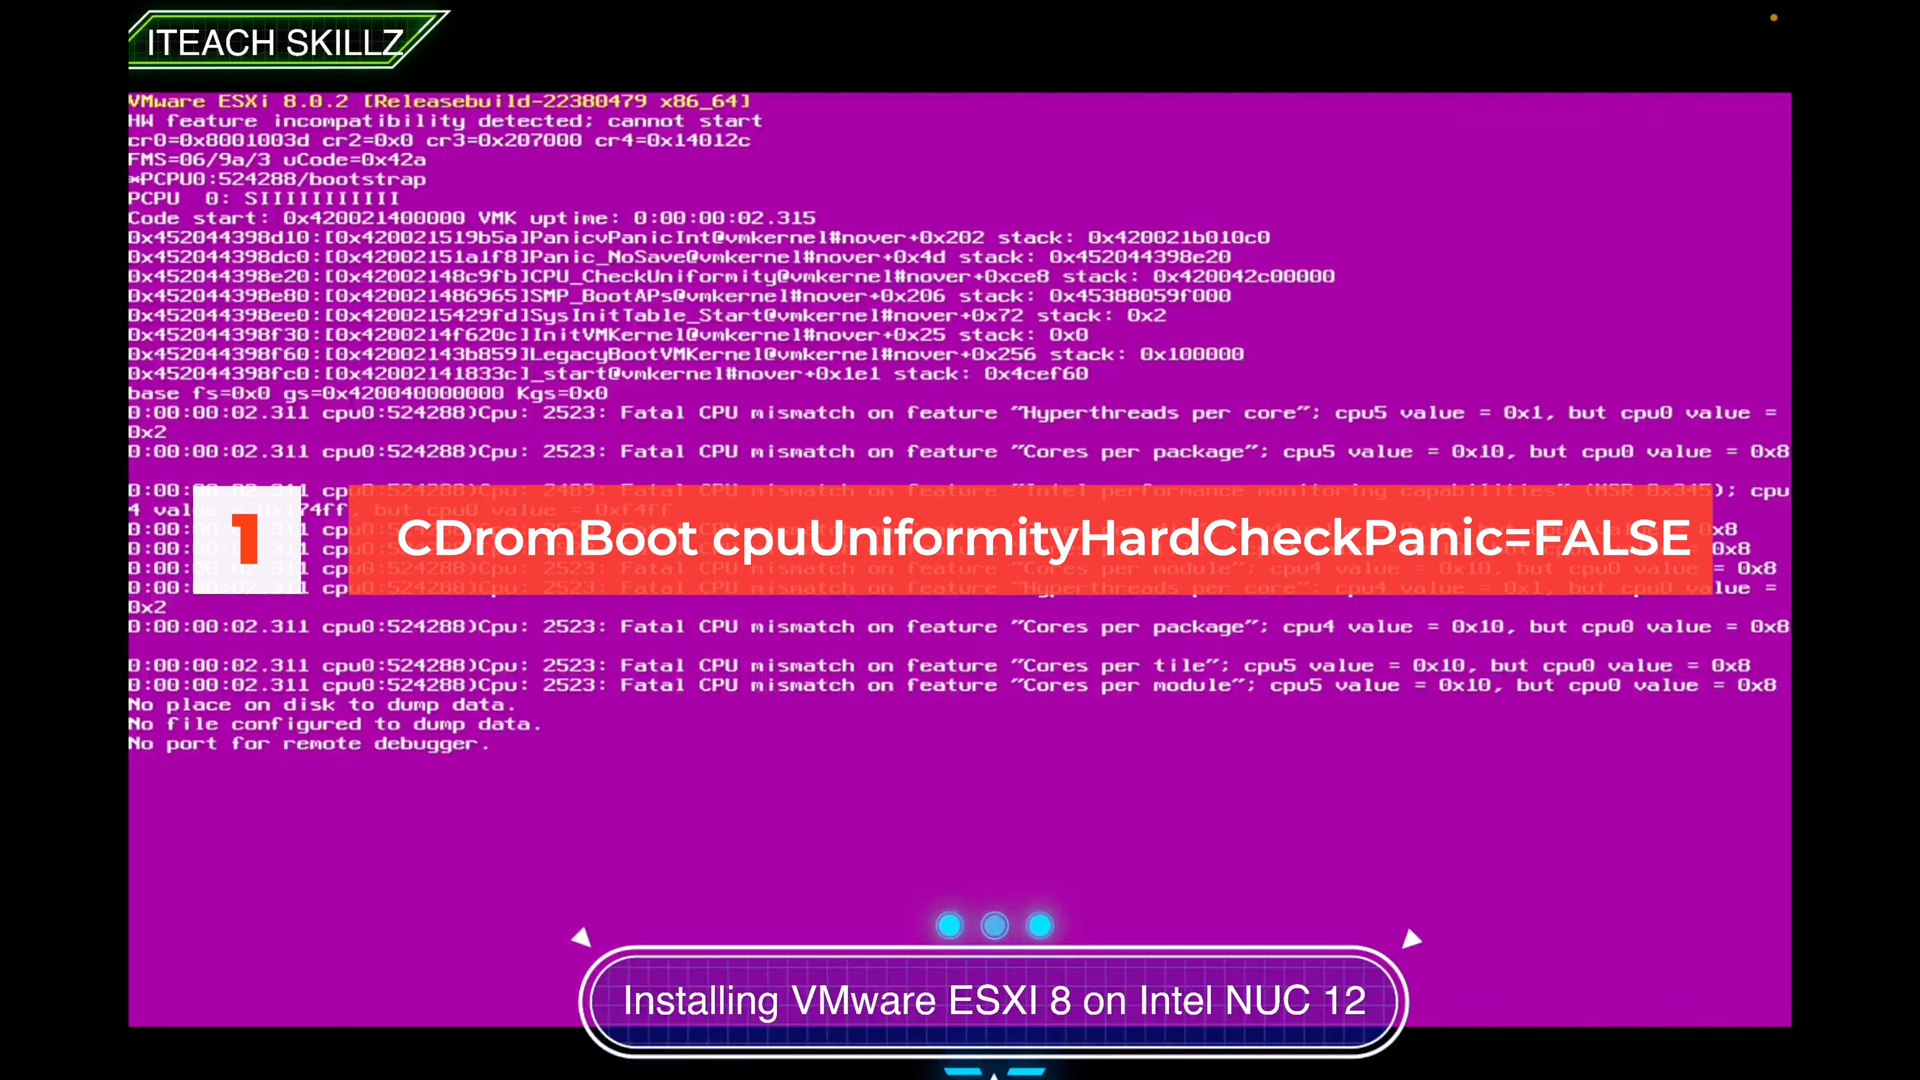 ITEACH SKILLZ
VMware ESXi 8.0.2 [Releasebuild-22380479 x86_64]
HW feature incompatibility detected; cannot start
cr0=0x8001003d cr2=0x0 cr3=0x207000 cr4=0x14012c
FMS=06/9a/3 uCode=0x42a
*PCPU0:524288/bootstrap
PCPU  0: SIIIIIIIIIII
Code start: 0x420021400000 VMK uptime: 0:00:00:02.315
0x452044398d10:[0x420021519b5a]PanicvPanicInt@vmkernel#nover+0x202 stack: 0x420021b010c0
0x452044398dc0:[0x42002151a1f8]Panic_NoSave@vmkernel#nover+0x4d stack: 0x452044398e20
0x452044398e20:[0x42002148c9fb]CPU_CheckUniformity@vmkernel#nover+0xce8 stack: 0x420042c00000
0x452044398e80:[0x420021486965]SMP_BootAPs@vmkernel#nover+0x206 stack: 0x45388059f000
0x452044398ee0:[0x4200215429fd]SysInitTable_Start@vmkernel#nover+0x72 stack: 0x2
0x452044398f30:[0x4200214f620c]InitVMKernel@vmkernel#nover+0x25 stack: 0x0
0x452044398f60:[0x42002143b859]LegacyBootVMKernel@vmkernel#nover+0x256 stack: 0x100000
0x452044398fc0:[0x42002141833c]_start@vmkernel#nover+0x1e1 stack: 0x4cef60
base fs=0x0 gs=0x420040000000 Kgs=0x0
0:00:00:02.311 cpu0:524288)Cpu: 2523: Fatal CPU mismatch on feature "Hyperthreads per core"; cpu5 value = 0x1, but cpu0 value =
0x2
0:00:00:02.311 cpu0:524288)Cpu: 2523: Fatal CPU mismatch on feature "Cores per package"; cpu5 value = 0x10, but cpu0 value = 0x8
1 CDromBoot cpuUniformityHardCheckPanic=FALSE
0x2
0:00:00:02.311 cpu0:524288)Cpu: 2523: Fatal CPU mismatch on feature "Cores per package"; cpu4 value = 0x10, but cpu0 value = 0x8
0:00:00:02.311 cpu0:524288)Cpu: 2523: Fatal CPU mismatch on feature "Cores per tile"; cpu5 value = 0x10, but cpu0 value = 0x8
0:00:00:02.311 cpu0:524288)Cpu: 2523: Fatal CPU mismatch on feature "Cores per module"; cpu5 value = 0x10, but cpu0 value = 0x8
No place on disk to dump data.
No file configured to dump data.
No port for remote debugger.
Installing VMware ESXI 8 on Intel NUC 12